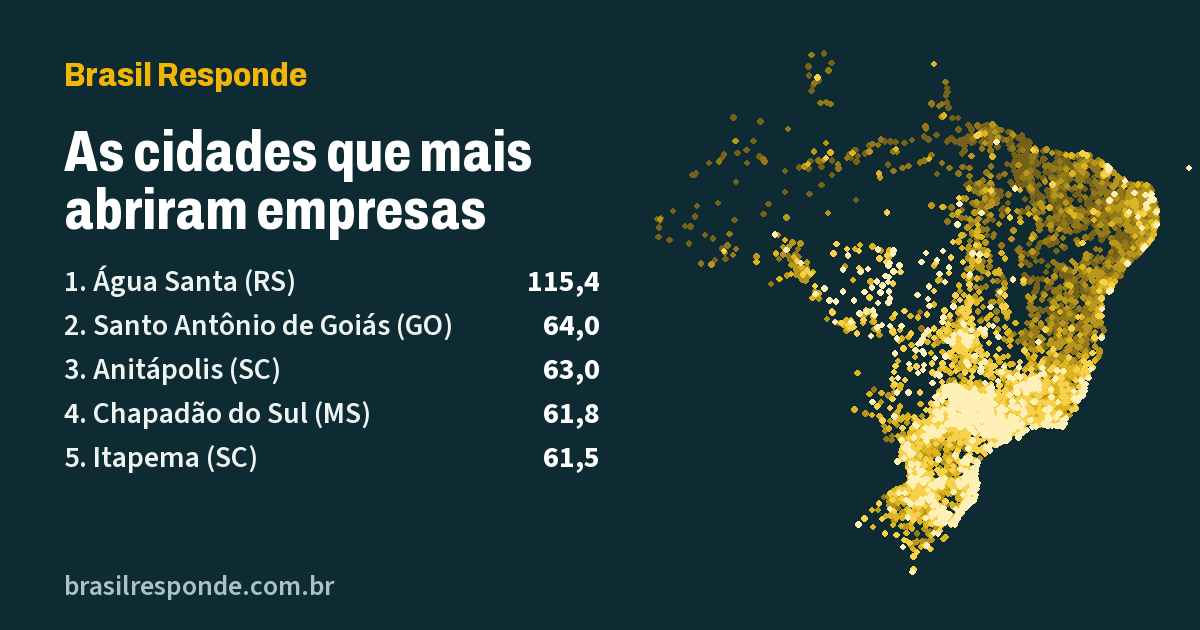 Brasil Responde
As cidades que mais
abriram empresas
1. Água Santa (RS) 115,4
2. Santo Antônio de Goiás (GO) 64,0
3. Anitápolis (SC) 63,0
4. Chapadão do Sul (MS) 61,8
5. Itapema (SC) 61,5
brasilresponde.com.br